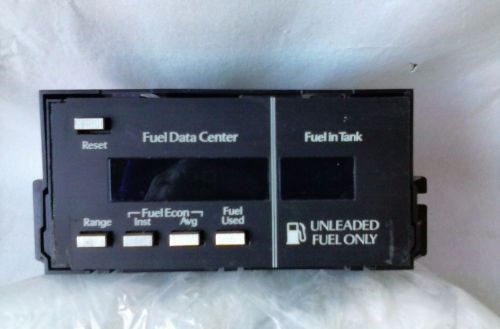 Fuel Data Center
Fuel in Tank
Reset
Range
Fuel Econ
Inst
Avg
Fuel
Used
UNLEADED
FUEL ONLY